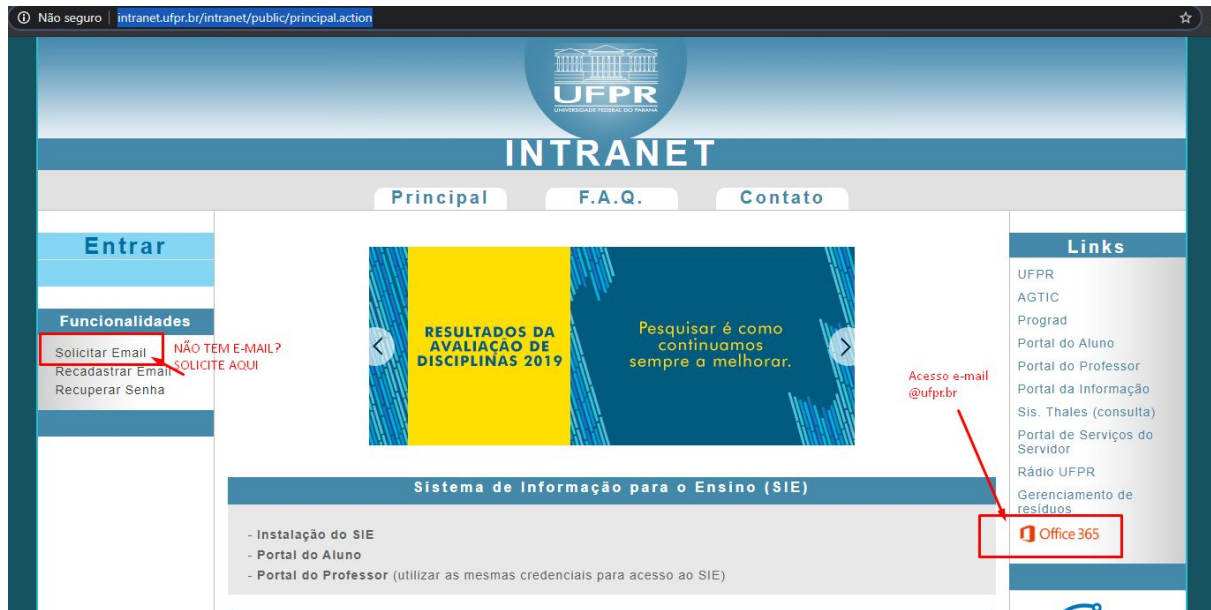 Não seguro
intranet.ufpr.br/intranet/public/principal.action
UFPR
UNIVERSIDADE FEDERAL DO PARANÁ
INTRANET
Principal
F.A.Q.
Contato
Entrar
Funcionalidades
Solicitar Email
Recadastrar Email
Recuperar Senha
NÃO TEM E-MAIL?
SOLICITE AQUI
RESULTADOS DA
AVALIAÇÃO DE
DISCIPLINAS 2019
Pesquisar é como
continuamos
sempre a melhorar.
Sistema de Informação para o Ensino (SIE)
- Instalação do SIE
- Portal do Aluno
- Portal do Professor (utilizar as mesmas credenciais para acesso ao SIE)
Acesso e-mail
@ufpr.br
Links
UFPR
AGTIC
Prograd
Portal do Aluno
Portal do Professor
Portal da Informação
Sis. Thales (consulta)
Portal de Serviços do
Servidor
Rádio UFPR
Gerenciamento de
resíduos
Office 365